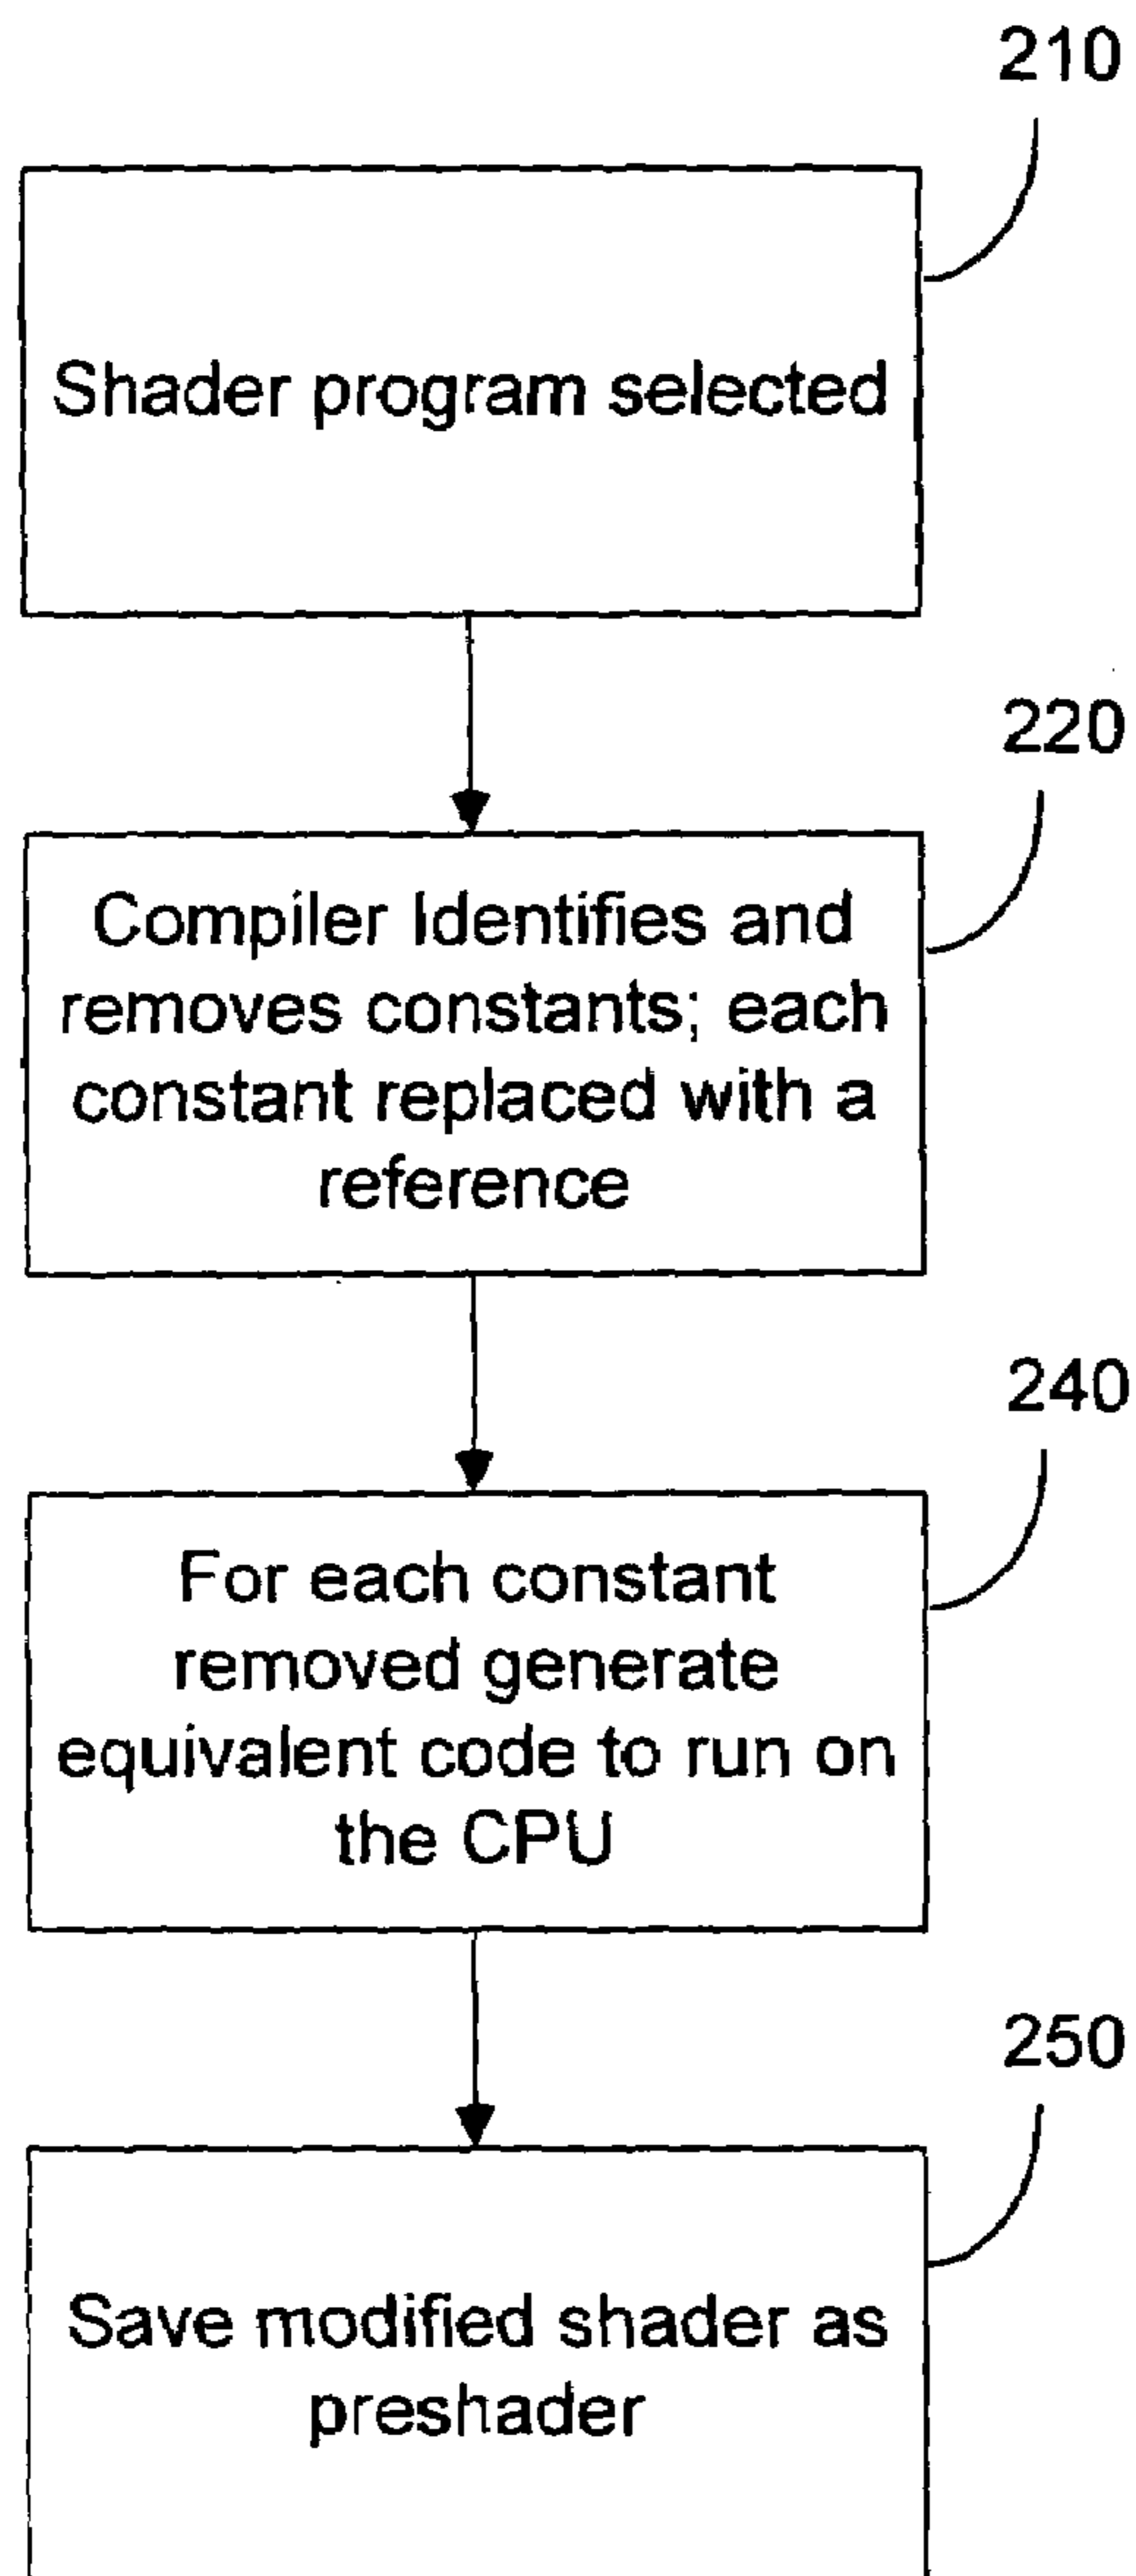 210
Shader program selected
220
Compiler Identifies and
removes constants; each
constant replaced with a
reference
240
For each constant
removed generate
equivalent code to run on
the CPU
250
Save modified shader as
preshader